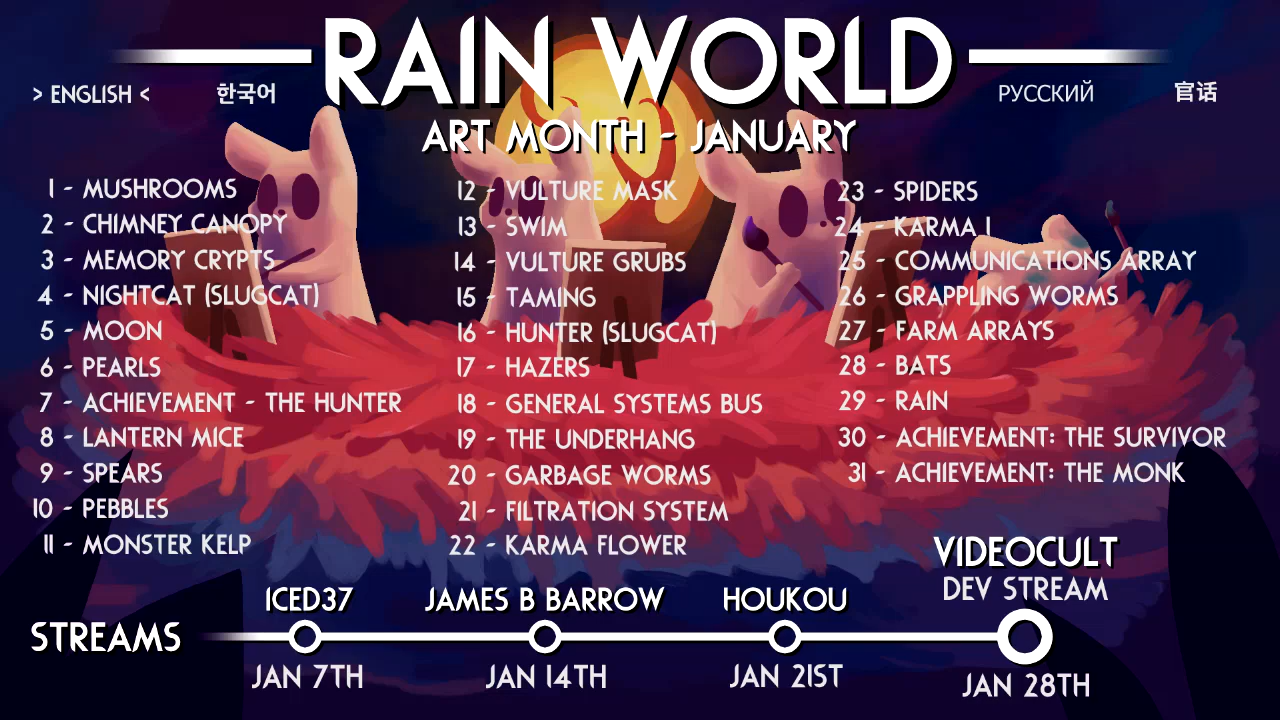 RAIN WORLD
> ENGLISH <
한국어
РУССКИЙ
官话
ART MONTH - JANUARY
1 - MUSHROOMS
2 - CHIMNEY CANOPY
3 - MEMORY CRYPTS
4 - NIGHTCAT (SLUGCAT)
5 - MOON
6 - PEARLS
7 - ACHIEVEMENT - THE HUNTER
8 - LANTERN MICE
9 - SPEARS
10 - PEBBLES
11 - MONSTER KELP
12 - VULTURE MASK
13 - SWIM
14 - VULTURE GRUBS
15 - TAMING
16 - HUNTER (SLUGCAT)
17 - HAZERS
18 - GENERAL SYSTEMS BUS
19 - THE UNDERHANG
20 - GARBAGE WORMS
21 - FILTRATION SYSTEM
22 - KARMA FLOWER
23 - SPIDERS
24 - KARMA 1
25 - COMMUNICATIONS ARRAY
26 - GRAPPLING WORMS
27 - FARM ARRAYS
28 - BATS
29 - RAIN
30 - ACHIEVEMENT: THE SURVIVOR
31 - ACHIEVEMENT: THE MONK
STREAMS
ICED37
JAN 7TH
JAMES B BARROW
JAN 14TH
HOUKOU
JAN 21ST
VIDEOCULT
DEV STREAM
JAN 28TH